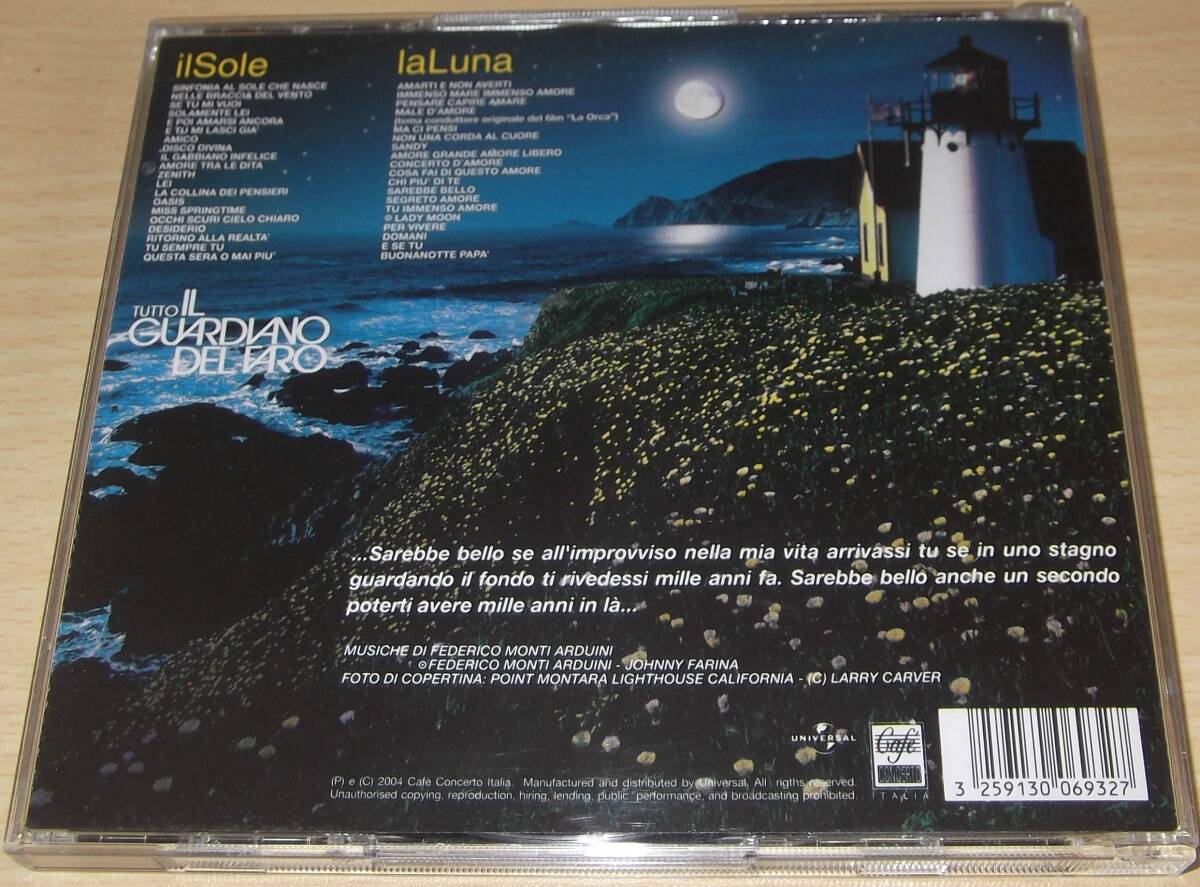 ilSole
SINFONIA AL SOLE CHE NASCE
NELLE BRACCIA DEL VENTO
SE TU MI VUOI
SOLAMENTE LEI
E POI AMARSI ANCORA
E TU MI LASCI GIA'
AMICO
DISCO DIVINA
IL GABBIANO INFELICE
AMORE TRA LE DITA
ZENITH
LEI
LA COLLINA DEI PENSIERI
OASIS
MISS SPRINGTIME
OCCHI SCURI CIELO CHIARO
DESIDERIO
RITORNO ALLA REALTA'
TU SEMPRE TU
QUESTA SERA O MAI PIU'
laLuna
AMARTI E NON AVERTI
IMMENSO MARE IMMENSO AMORE
PENSARE CAPIRE AMARE
MALE D'AMORE
(tema conduttore originale del film "La Orca")
MA CI PENSI
NON UNA CORDA AL CUORE
SANDY
AMORE GRANDE AMORE LIBERO
CONCERTO D'AMORE
COSA FAI DI QUESTO AMORE
CHI PIU' DI TE
SAREBBE BELLO
SEGRETO AMORE
TU IMMENSO AMORE
LADY MOON
PER VIVERE
DOMANI
E SE TU
BUONANOTTE PAPA'
TUTTO IL
GUARDIANO
DEL FARO
...Sarebbe bello se all'improvviso nella mia vita arrivassi tu se in uno stagno
guardando il fondo ti rivedessi mille anni fa. Sarebbe bello anche un secondo
poterti avere mille anni in là...
MUSICHE DI FEDERICO MONTI ARDUINI
FEDERICO MONTI ARDUINI - JOHNNY FARINA
FOTO DI COPERTINA: POINT MONTARA LIGHTHOUSE CALIFORNIA - (C) LARRY CARVER
UNIVERSAL
Cafè
CONCERTO
ITALIA
(P) e (C) 2004 Cafè Concerto Italia. Manufactured and distributed by Universal. All rigths reserved.
Unauthorised copying, reproduction, hiring, lending, public performance, and broadcasting prohibited.
3 259130 069327